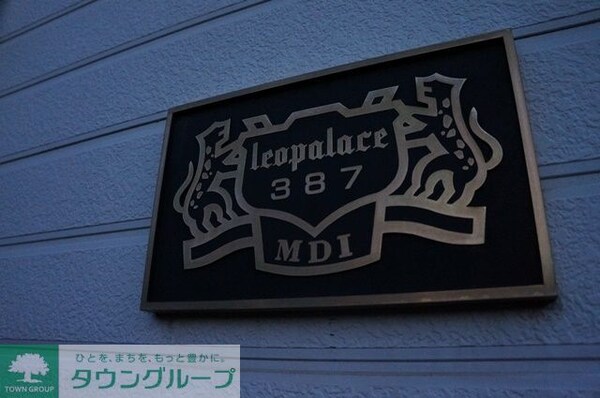 leopalace
387
MDI
ひとを、まちを、もっと豊かに。
TOWN GROUP
タウングループ